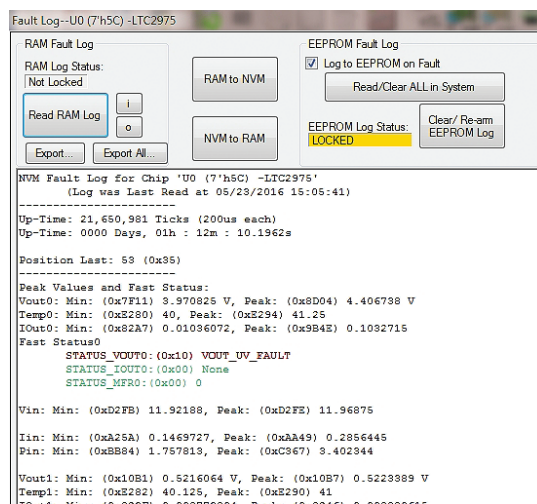 Fault Log--U0 (7'h5C) -LTC2975
RAM Fault Log
RAM Log Status:
Not Locked
Read RAM Log
i
o
Export...
Export All...
RAM to NVM
NVM to RAM
EEPROM Fault Log
Log to EEPROM on Fault
Read/Clear ALL in System
EEPROM Log Status:
LOCKED
Clear/ Re-arm
EEPROM Log
NVM Fault Log for Chip 'U0 (7'h5C) -LTC2975'
(Log was Last Read at 05/23/2016 15:05:41)
------------------------
Up-Time: 21,650,981 Ticks (200us each)
Up-Time: 0000 Days, 01h : 12m : 10.1962s
Position Last: 53 (0x35)
------------------------
Peak Values and Fast Status:
Vout0: Min: (0x7F11) 3.970825 V, Peak: (0x8D04) 4.406738 V
Temp0: Min: (0xE280) 40, Peak: (0xE294) 41.25
IOut0: Min: (0x82A7) 0.01036072, Peak: (0x9B4E) 0.1032715
Fast Status0
STATUS_VOUT0:(0x10) VOUT_UV_FAULT
STATUS_IOUT0:(0x00) None
STATUS_MFR0:(0x00) 0
Vin: Min: (0xD2FB) 11.92188, Peak: (0xD2FE) 11.96875
Iin: Min: (0xA25A) 0.1469727, Peak: (0xAA49) 0.2856445
Pin: Min: (0xBB84) 1.757813, Peak: (0xC367) 3.402344
Vout1: Min: (0x10B1) 0.5216064 V, Peak: (0x10B7) 0.5223389 V
Temp1: Min: (0xE282) 40.125, Peak: (0xE290) 41